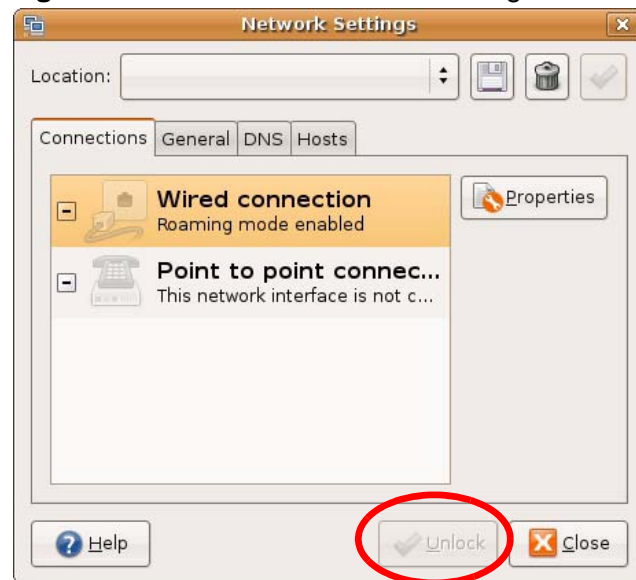 Network Settings
Location:
Connections General DNS Hosts
Wired connection
Roaming mode enabled
Properties
Point to point connec...
This network interface is not c...
Help
Unlock
Close